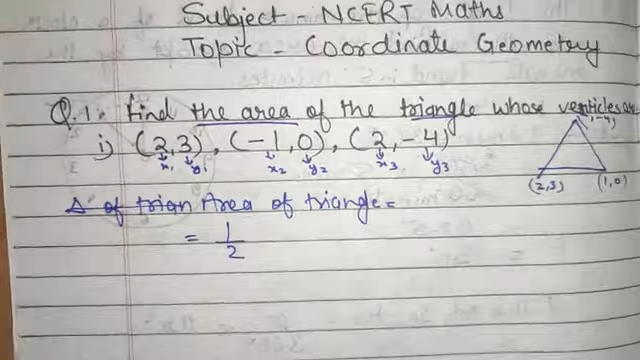 Subject - NCERT Maths
Topic - Coordinate Geometry
Q.1. Find the area of the triangle whose verticles are
i) (2,3), (-1,0), (2,-4)
x₁ y₁ x₂ y₂ x₃ y₃
-4)
(2,3) (1,0)
Δ of trian Area of triangle =
= 1/2